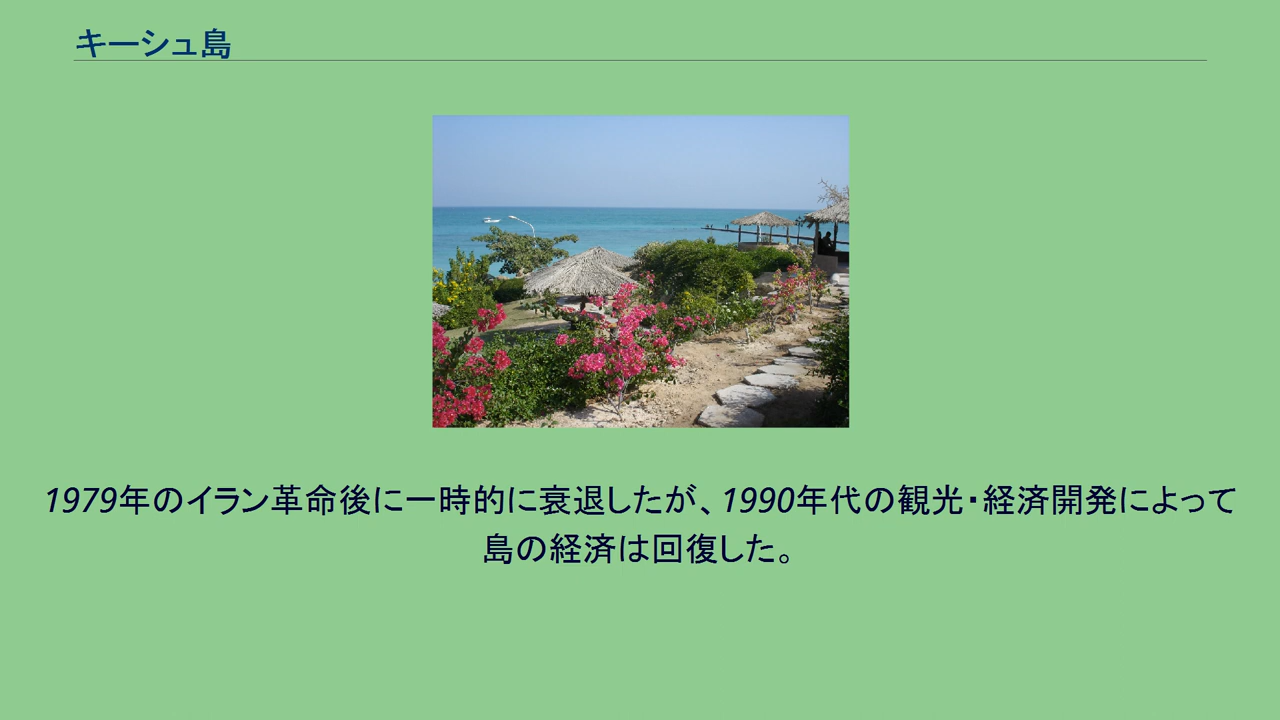 キーシュ島
1979年のイラン革命後に一時的に衰退したが、1990年代の観光・経済開発によって
島の経済は回復した。